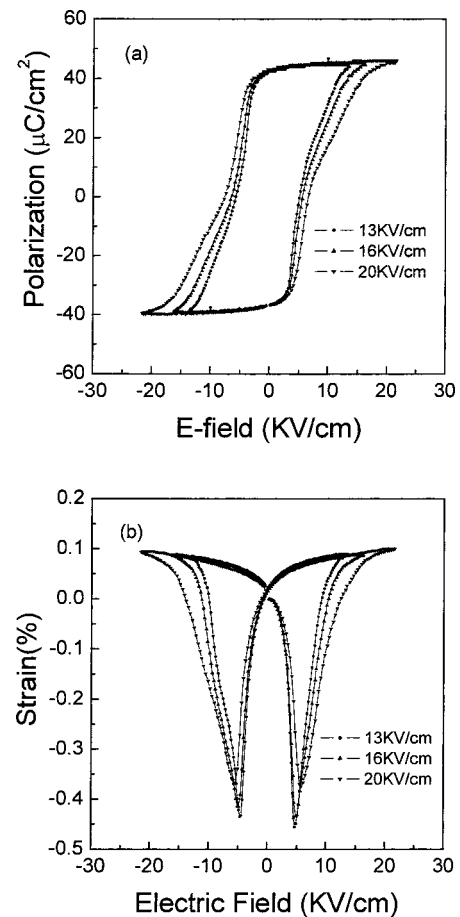 (a)
Polarization (μC/cm²)
60
40
20
0
-20
-40
-60
13KV/cm
16KV/cm
20KV/cm
-30 -20 -10 0 10 20 30
E-field (KV/cm)
(b)
Strain(%)
0.2
0.1
0.0
-0.1
-0.2
-0.3
-0.4
-0.5
13KV/cm
16KV/cm
20KV/cm
-30 -20 -10 0 10 20 30
Electric Field (KV/cm)